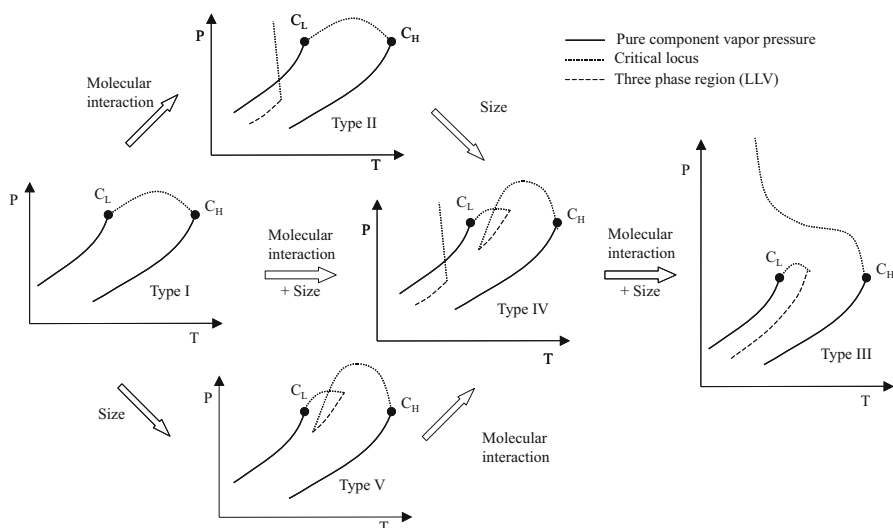 P
C_L
C_H
Type II
T
Pure component vapor pressure
Critical locus
Three phase region (LLV)
Molecular
interaction
Size
P
C_L
C_H
Type I
T
Molecular
interaction
+ Size
P
C_L
C_H
Type IV
T
Molecular
interaction
+ Size
P
C_L
C_H
Type III
T
Size
P
C_L
C_H
Type V
T
Molecular
interaction